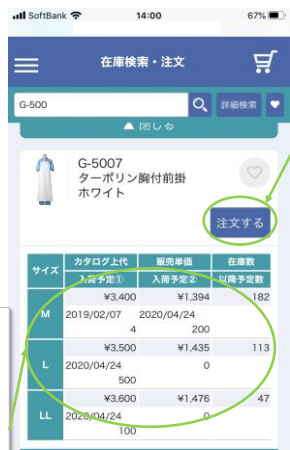 SoftBank 14:00 67%
在庫検索・注文
G-500 詳細検索
▲ 閉じる
G-5007
ターポリン胸付前掛
ホワイト
注文する
サイズ カタログ上代 販売単価 在庫数
入荷予定① 入荷予定② 以降予定数
M ¥3,400 ¥1,394 182
2019/02/07 2020/04/24
4 200
L ¥3,500 ¥1,435 113
2020/04/24 0
500
LL ¥3,600 ¥1,476 47
2020/04/24 0
100